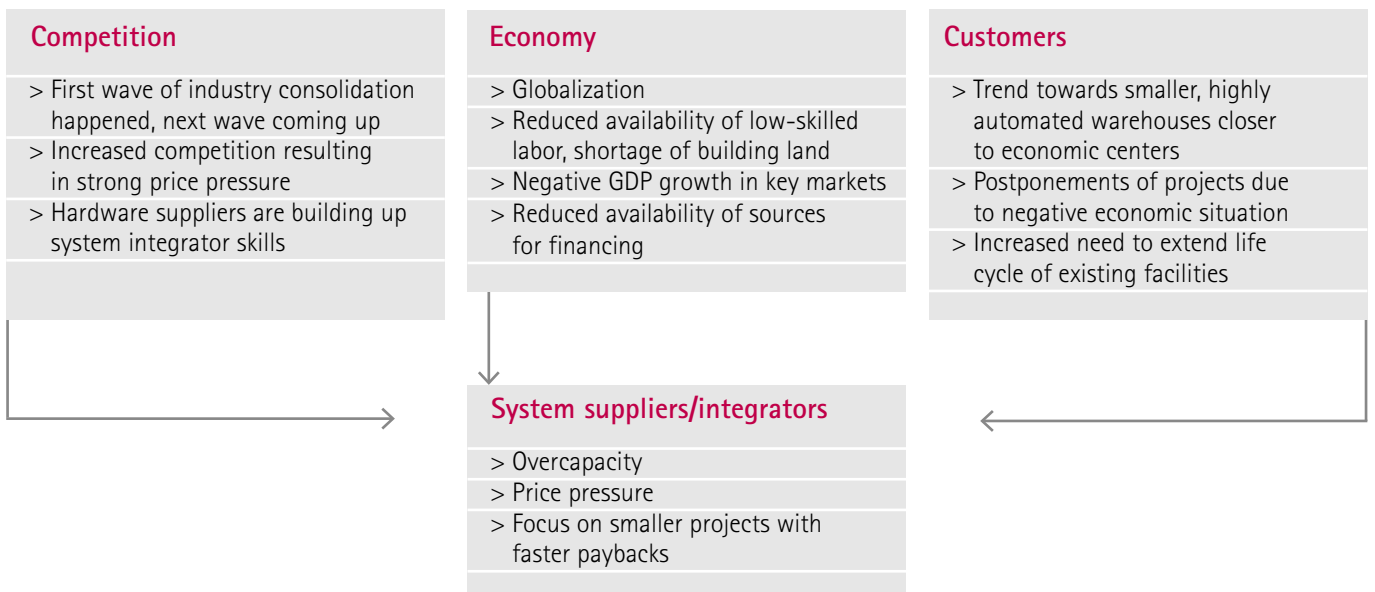 Competition
> First wave of industry consolidation
happened, next wave coming up
> Increased competition resulting
in strong price pressure
> Hardware suppliers are building up
system integrator skills
Economy
> Globalization
> Reduced availability of low-skilled
labor, shortage of building land
> Negative GDP growth in key markets
> Reduced availability of sources
for financing
Customers
> Trend towards smaller, highly
automated warehouses closer
to economic centers
> Postponements of projects due
to negative economic situation
> Increased need to extend life
cycle of existing facilities
System suppliers/integrators
> Overcapacity
> Price pressure
> Focus on smaller projects with
faster paybacks